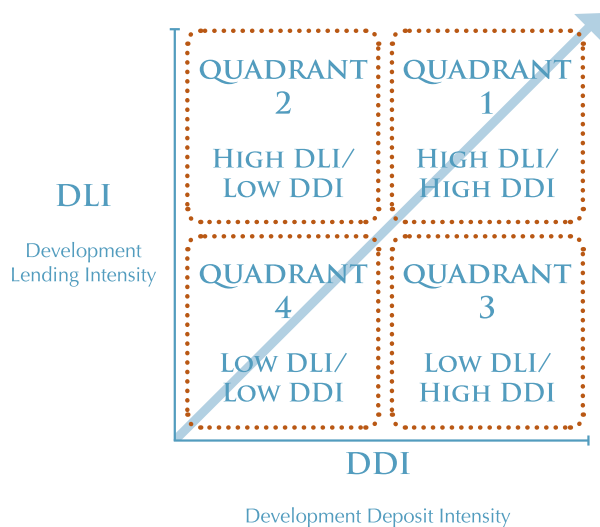 QUADRANT
2
HIGH DLI/
LOW DDI
QUADRANT
1
HIGH DLI/
HIGH DDI
DLI
Development
Lending Intensity
QUADRANT
4
LOW DLI/
LOW DDI
QUADRANT
3
LOW DLI/
HIGH DDI
DDI
Development Deposit Intensity